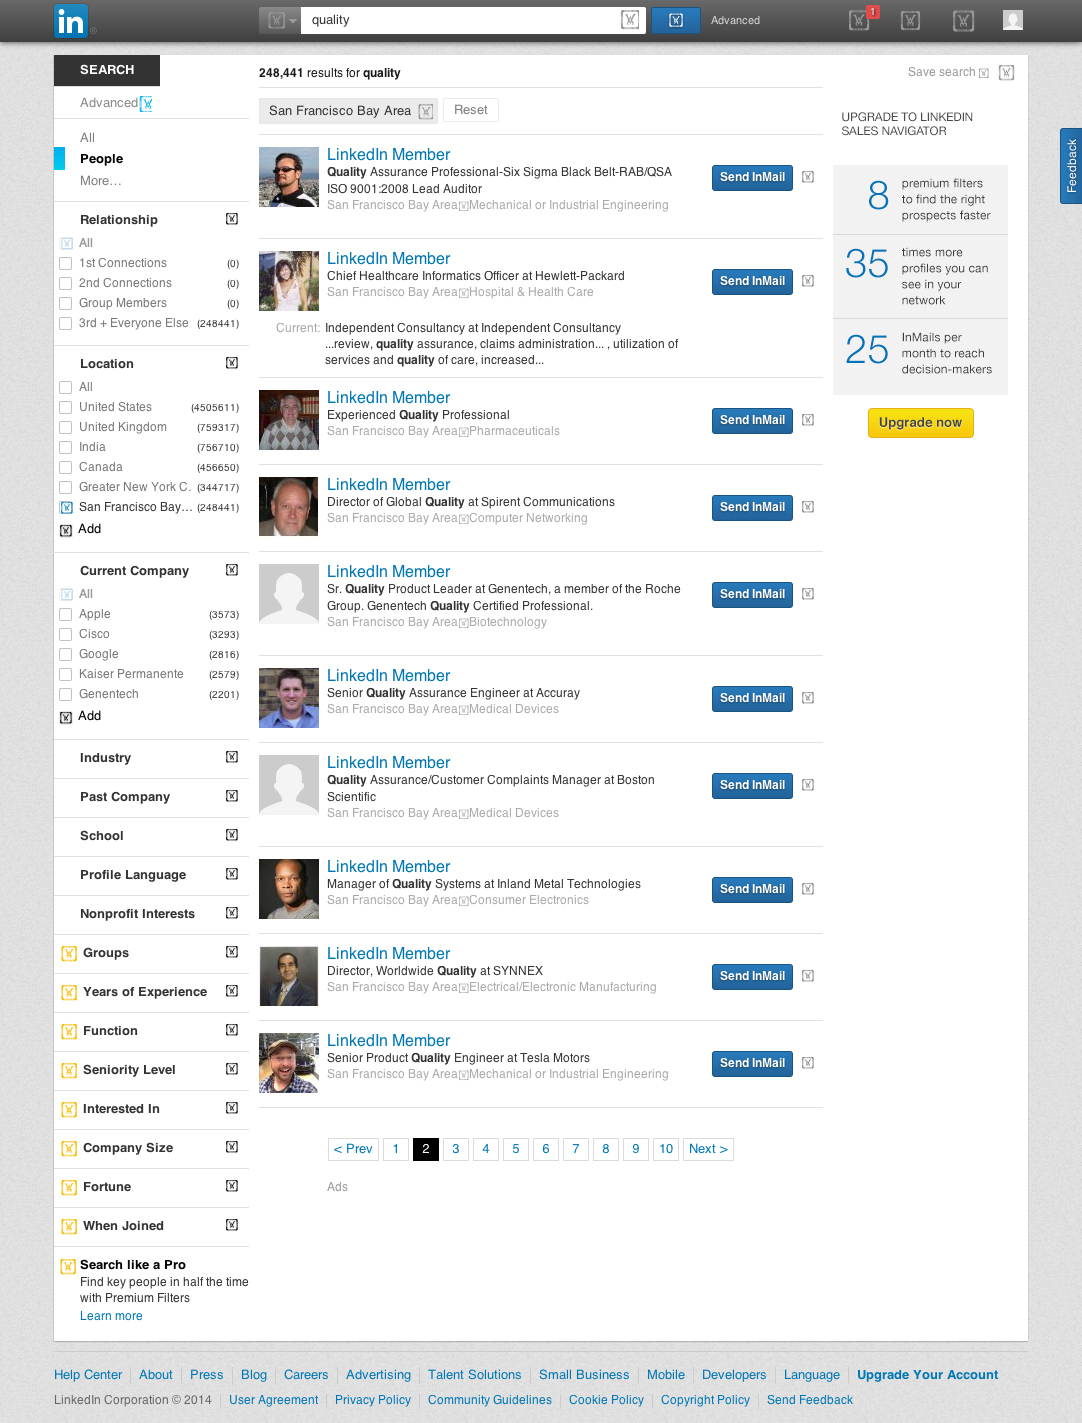 in
quality
Advanced
1
SEARCH
Advanced
All
People
More...
Relationship
All
1st Connections (0)
2nd Connections (0)
Group Members (0)
3rd + Everyone Else (248441)
Location
All
United States (4505611)
United Kingdom (759317)
India (756710)
Canada (456650)
Greater New York C. (344717)
San Francisco Bay... (248441)
Add
Current Company
All
Apple (3573)
Cisco (3293)
Google (2816)
Kaiser Permanente (2579)
Genentech (2201)
Add
Industry
Past Company
School
Profile Language
Nonprofit Interests
Groups
Years of Experience
Function
Seniority Level
Interested In
Company Size
Fortune
When Joined
Search like a Pro
Find key people in half the time
with Premium Filters
Learn more
248,441 results for quality
Save search
San Francisco Bay Area
Reset
LinkedIn Member
Quality Assurance Professional-Six Sigma Black Belt-RAB/QSA
ISO 9001:2008 Lead Auditor
San Francisco Bay Area Mechanical or Industrial Engineering
Send InMail
LinkedIn Member
Chief Healthcare Informatics Officer at Hewlett-Packard
San Francisco Bay Area Hospital & Health Care
Send InMail
Current: Independent Consultancy at Independent Consultancy
...review, quality assurance, claims administration... , utilization of
services and quality of care, increased...
LinkedIn Member
Experienced Quality Professional
San Francisco Bay Area Pharmaceuticals
Send InMail
LinkedIn Member
Director of Global Quality at Spirent Communications
San Francisco Bay Area Computer Networking
Send InMail
LinkedIn Member
Sr. Quality Product Leader at Genentech, a member of the Roche
Group. Genentech Quality Certified Professional.
San Francisco Bay Area Biotechnology
Send InMail
LinkedIn Member
Senior Quality Assurance Engineer at Accuray
San Francisco Bay Area Medical Devices
Send InMail
LinkedIn Member
Quality Assurance/Customer Complaints Manager at Boston
Scientific
San Francisco Bay Area Medical Devices
Send InMail
LinkedIn Member
Manager of Quality Systems at Inland Metal Technologies
San Francisco Bay Area Consumer Electronics
Send InMail
LinkedIn Member
Director, Worldwide Quality at SYNNEX
San Francisco Bay Area Electrical/Electronic Manufacturing
Send InMail
LinkedIn Member
Senior Product Quality Engineer at Tesla Motors
San Francisco Bay Area Mechanical or Industrial Engineering
Send InMail
< Prev 1 2 3 4 5 6 7 8 9 10 Next >
Ads
UPGRADE TO LINKEDIN
SALES NAVIGATOR
8
premium filters
to find the right
prospects faster
35
times more
profiles you can
see in your
network
25
InMails per
month to reach
decision-makers
Upgrade now
Feedback
Help Center About Press Blog Careers Advertising Talent Solutions Small Business Mobile Developers Language Upgrade Your Account
LinkedIn Corporation © 2014 User Agreement Privacy Policy Community Guidelines Cookie Policy Copyright Policy Send Feedback